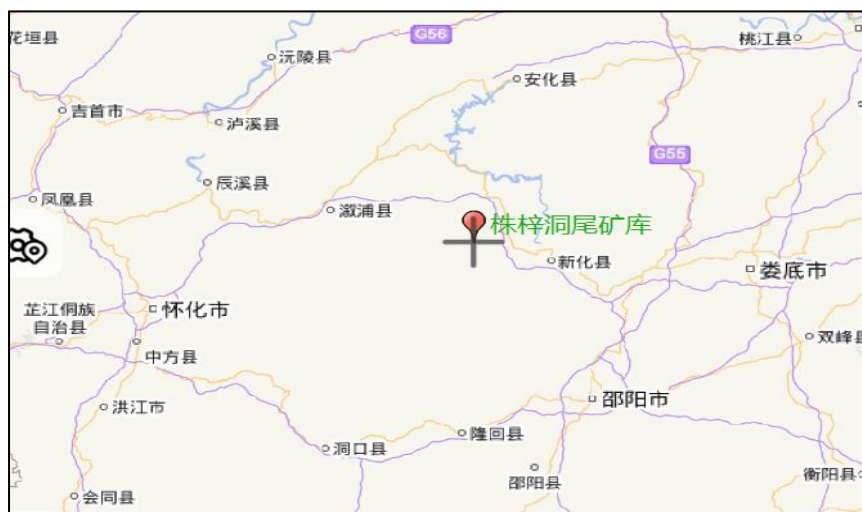 花垣县
G56
沅陵县
桃江县
安化县
吉首市
泸溪县
G55
辰溪县
凤凰县
溆浦县
株梓洞尾矿库
新化县
娄底市
芷江侗族
自治县
怀化市
中方县
双峰县
邵阳市
洪江市
隆回县
洞口县
邵阳县
衡阳县
会同县